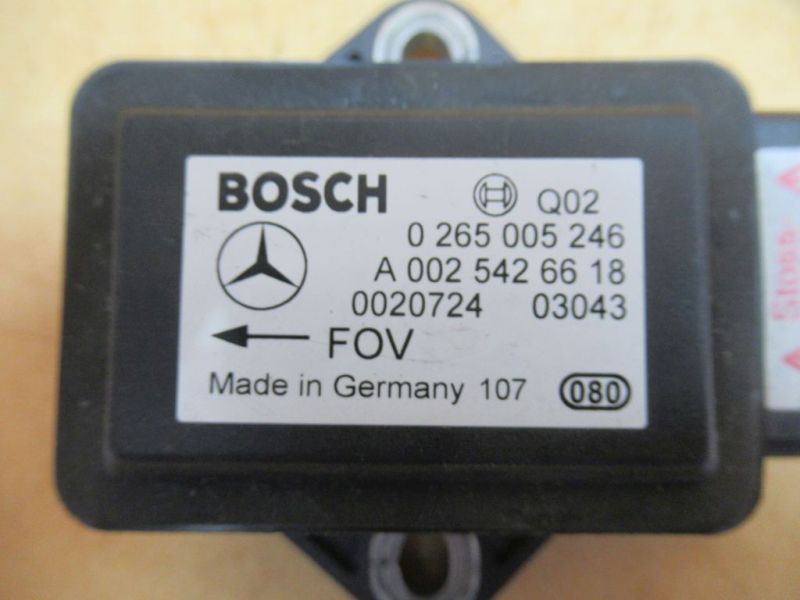 BOSCH Q02
0 265 005 246
A 002 542 66 18
0020724 03043
FOV
Made in Germany 107 080